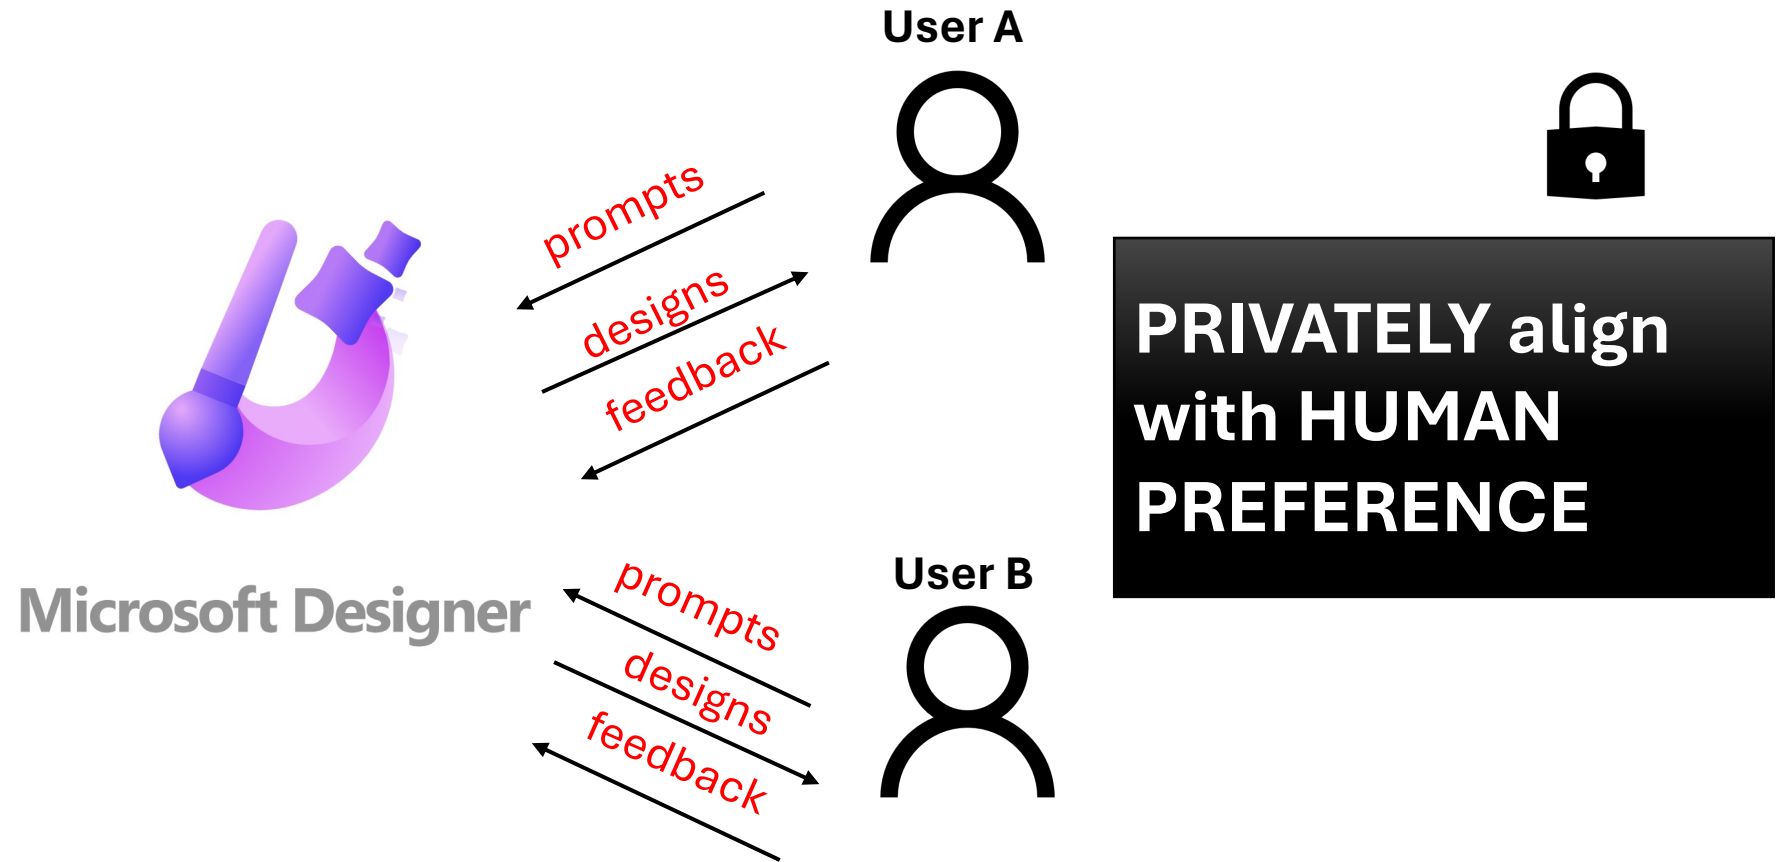 User A
prompts
designs
feedback
PRIVATELY align
with HUMAN
PREFERENCE
Microsoft Designer
User B
prompts
designs
feedback